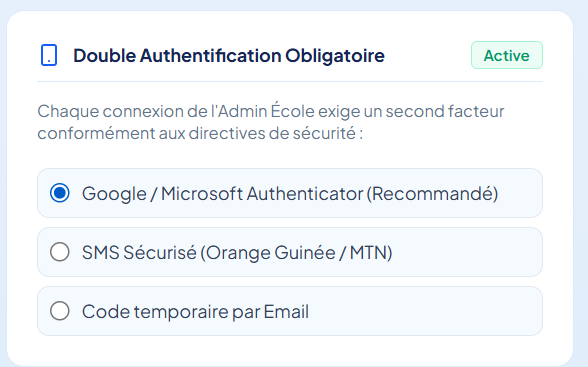 Double Authentification Obligatoire
Active
Chaque connexion de l'Admin École exige un second facteur
conformément aux directives de sécurité :
Google / Microsoft Authenticator (Recommandé)
SMS Sécurisé (Orange Guinée / MTN)
Code temporaire par Email